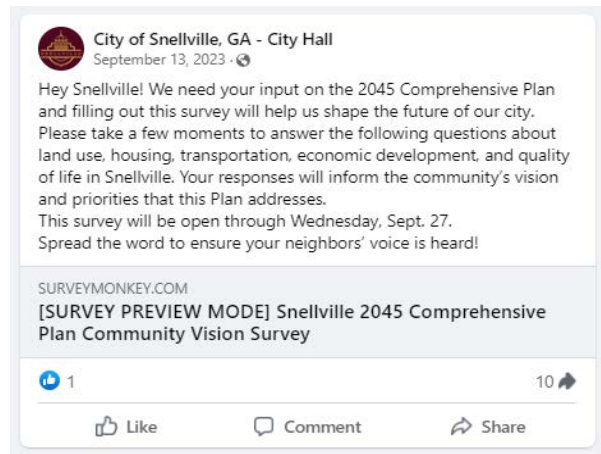 City of Snellville, GA - City Hall
September 13, 2023 ·
Hey Snellville! We need your input on the 2045 Comprehensive Plan
and filling out this survey will help us shape the future of our city.
Please take a few moments to answer the following questions about
land use, housing, transportation, economic development, and quality
of life in Snellville. Your responses will inform the community's vision
and priorities that this Plan addresses.
This survey will be open through Wednesday, Sept. 27.
Spread the word to ensure your neighbors' voice is heard!
SURVEYMONKEY.COM
[SURVEY PREVIEW MODE] Snellville 2045 Comprehensive
Plan Community Vision Survey
1 10
Like Comment Share